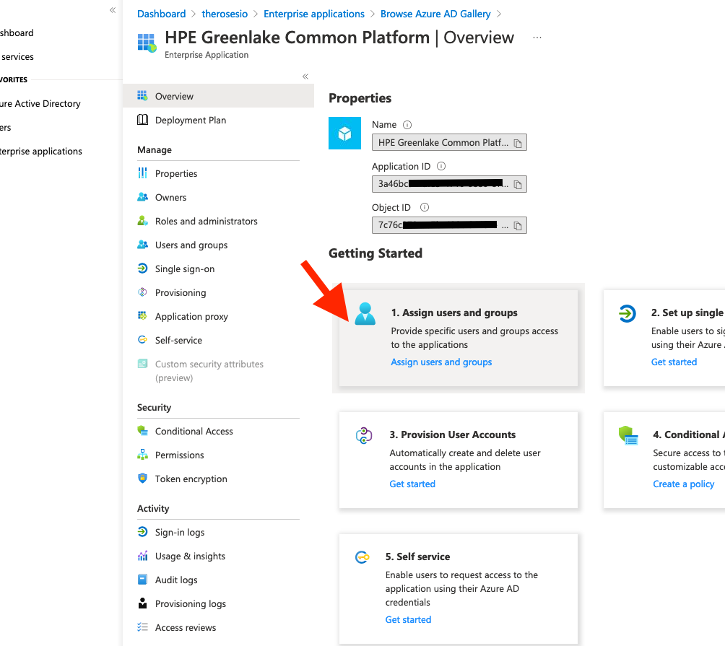 Dashboard > therosesio > Enterprise applications > Browse Azure AD Gallery >
HPE Greenlake Common Platform | Overview ...
Enterprise Application
«
shboard
services
VORITES
ure Active Directory
ers
terprise applications
«
Overview
Deployment Plan
Manage
Properties
Owners
Roles and administrators
Users and groups
Single sign-on
Provisioning
Application proxy
Self-service
Custom security attributes
(preview)
Security
Conditional Access
Permissions
Token encryption
Activity
Sign-in logs
Usage & insights
Audit logs
Provisioning logs
Access reviews
Properties
Name
HPE Greenlake Common Platf...
Application ID
3a46bc
Object ID
7c76c ...
Getting Started
1. Assign users and groups
Provide specific users and groups access
to the applications
Assign users and groups
2. Set up single
Enable users to si
using their Azure
Get started
3. Provision User Accounts
Automatically create and delete user
accounts in the application
Get started
4. Conditional A
Secure access to t
customizable acc
Create a policy
5. Self service
Enable users to request access to the
application using their Azure AD
credentials
Get started